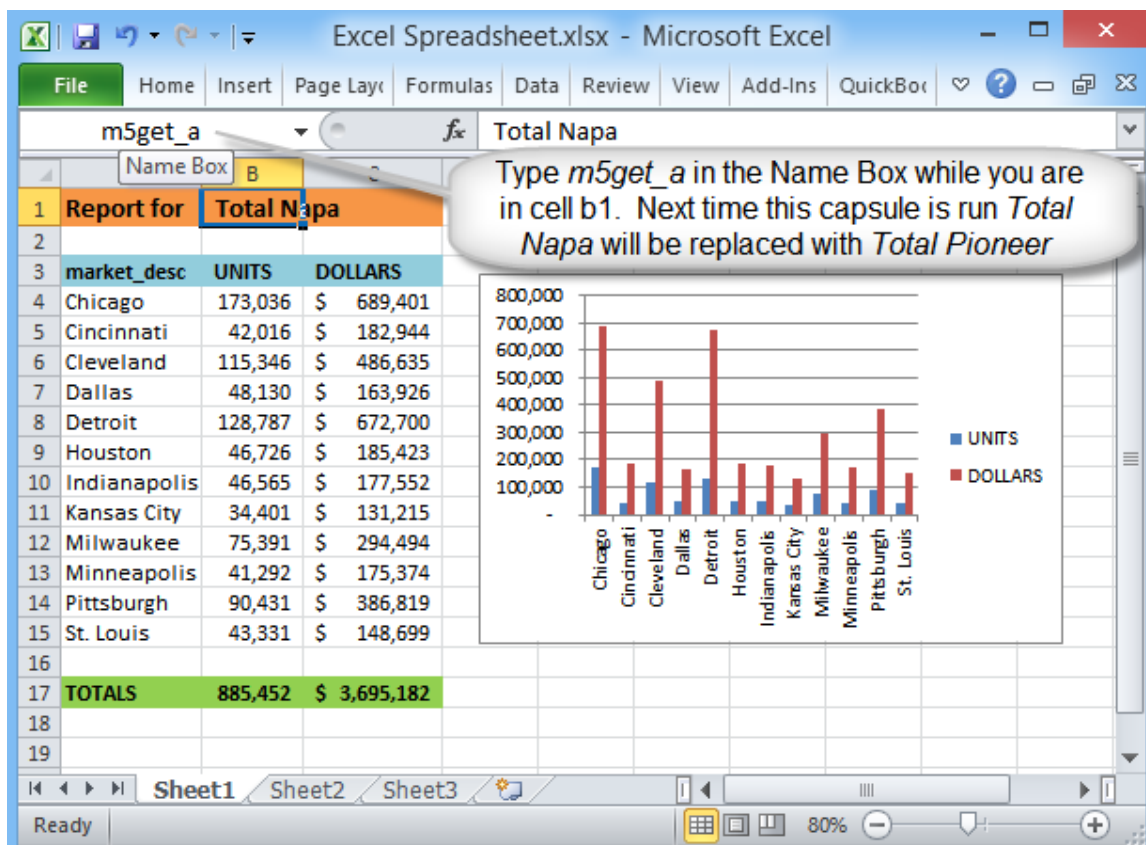 Excel Spreadsheet.xlsx - Microsoft Excel
File Home Insert Page Layo Formulas Data Review View Add-Ins QuickBoo
m5get_a fx Total Napa
Name Box
Type m5get_a in the Name Box while you are
in cell b1. Next time this capsule is run Total
Napa will be replaced with Total Pioneer
B
1 Report for Total Napa
2
3 market_desc UNITS DOLLARS
4 Chicago 173,036 $ 689,401
5 Cincinnati 42,016 $ 182,944
6 Cleveland 115,346 $ 486,635
7 Dallas 48,130 $ 163,926
8 Detroit 128,787 $ 672,700
9 Houston 46,726 $ 185,423
10 Indianapolis 46,565 $ 177,552
11 Kansas City 34,401 $ 131,215
12 Milwaukee 75,391 $ 294,494
13 Minneapolis 41,292 $ 175,374
14 Pittsburgh 90,431 $ 386,819
15 St. Louis 43,331 $ 148,699
16
17 TOTALS 885,452 $ 3,695,182
18
19
800,000
700,000
600,000
500,000
400,000
300,000
200,000
100,000
-
Chicago
Cincinnati
Cleveland
Dallas
Detroit
Houston
Indianapolis
Kansas City
Milwaukee
Minneapolis
Pittsburgh
St. Louis
UNITS
DOLLARS
Sheet1 Sheet2 Sheet3
Ready 80%